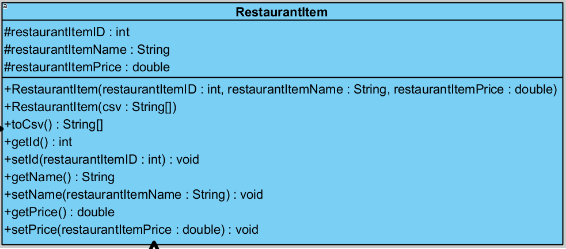 RestaurantItem
#restaurantItemID : int
#restaurantItemName : String
#restaurantItemPrice : double
+RestaurantItem(restaurantItemID : int, restaurantItemName : String, restaurantItemPrice : double)
+RestaurantItem(csv : String[])
+toCsv() : String[]
+getId() : int
+setId(restaurantItemID : int) : void
+getName() : String
+setName(restaurantItemName : String) : void
+getPrice() : double
+setPrice(restaurantItemPrice : double) : void